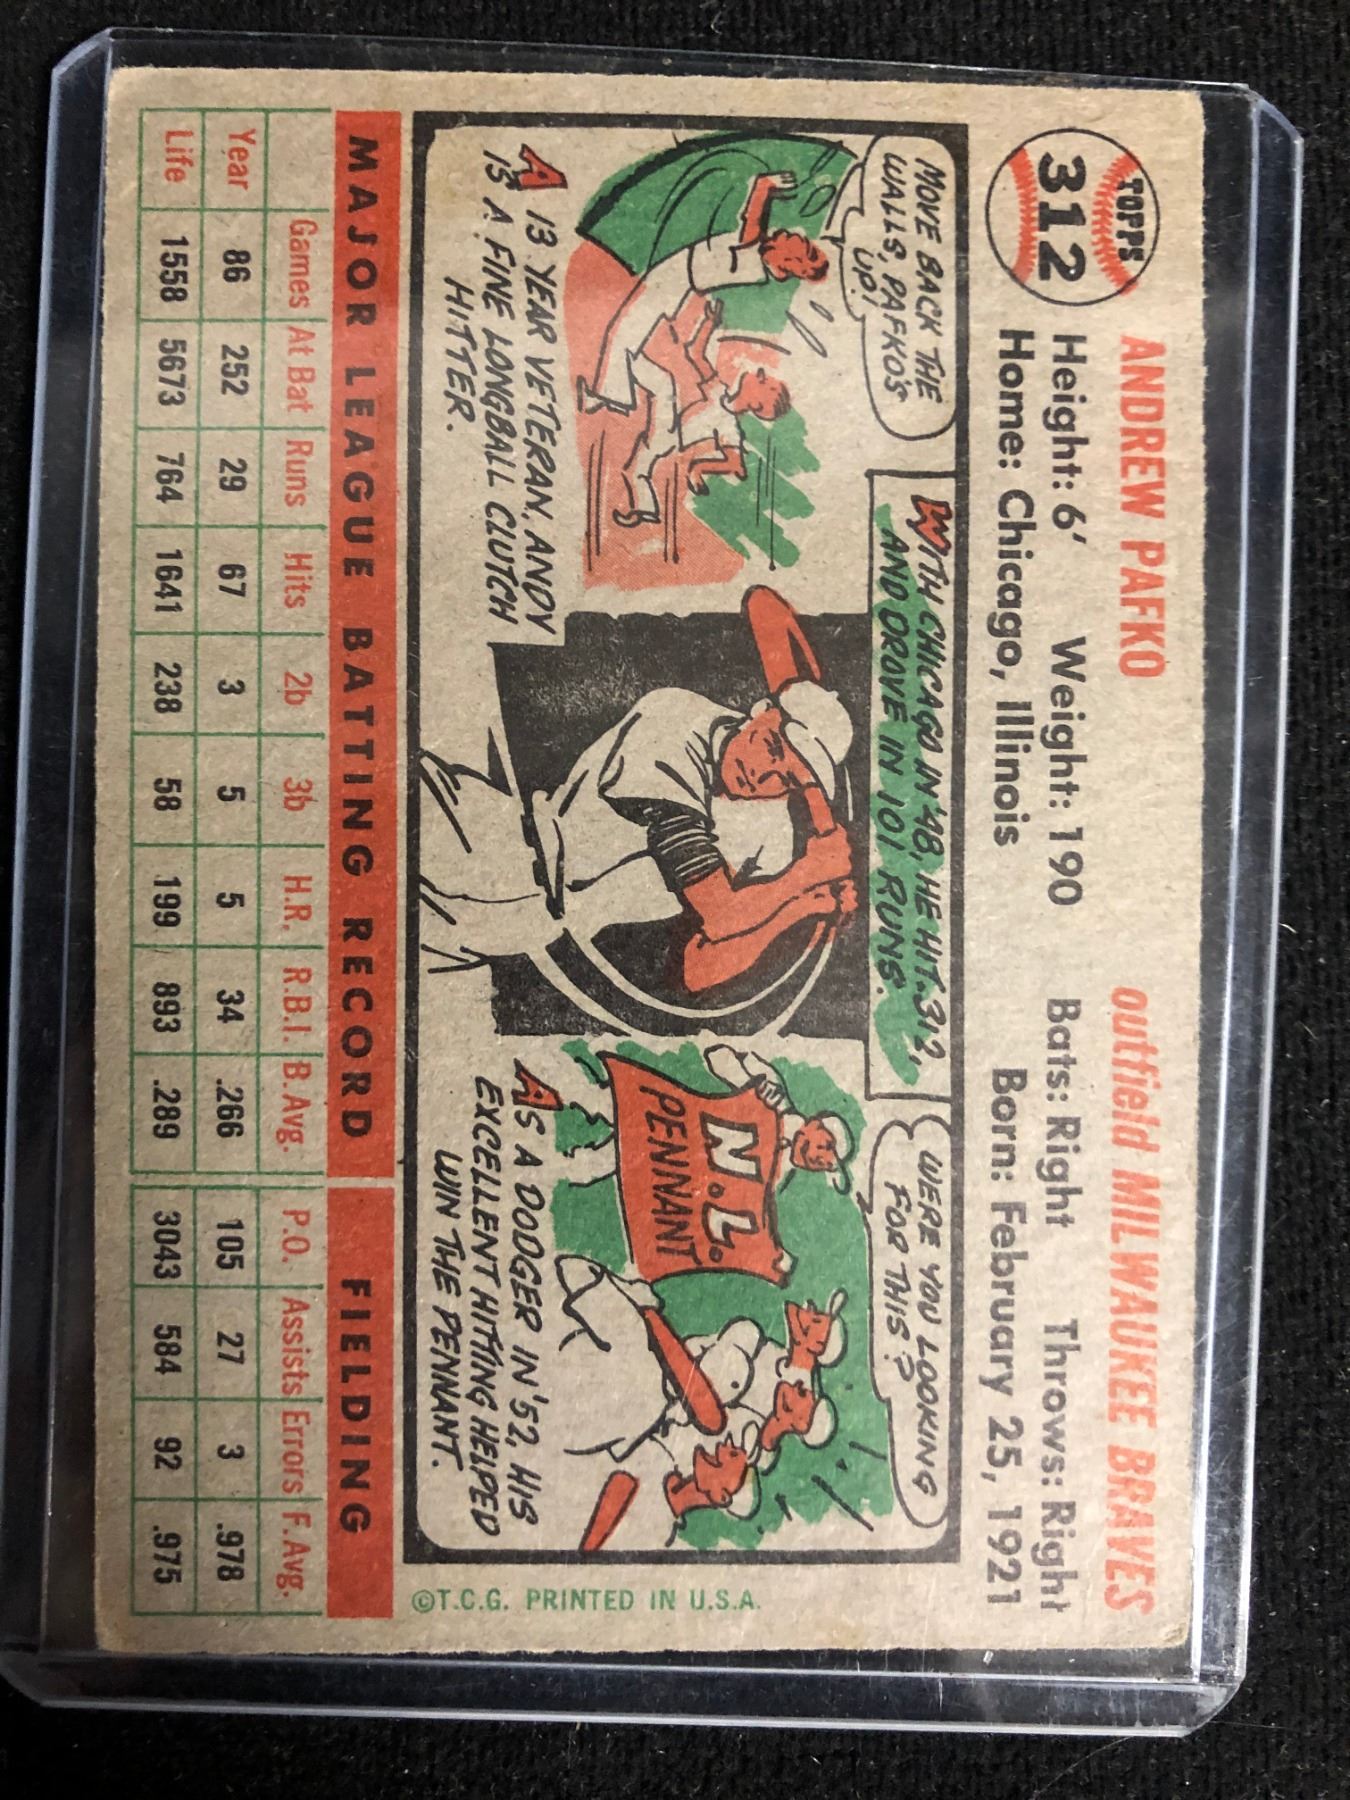 TOPPS
312
ANDREW PAFKO
outfield MILWAUKEE BRAVES
Height: 6' Weight: 190 Bats: Right Throws: Right
Home: Chicago, Illinois Born: February 25, 1921
MOVE BACK THE
WALLS, PAFKO'S
UP!
A 13 YEAR VETERAN, ANDY
IS A FINE LONGBALL CLUTCH
HITTER.
WITH CHICAGO IN '48, HE HIT .312,
AND DROVE IN 101 RUNS.
WERE YOU LOOKING
FOR THIS?
N.L.
PENNANT
AS A DODGER IN '52, HIS
EXCELLENT HITTING HELPED
WIN THE PENNANT.
©T.C.G. PRINTED IN U.S.A.
MAJOR LEAGUE BATTING RECORD FIELDING
Games At Bat Runs Hits 2b 3b H.R. R.B.I. B.Avg. P.O. Assists Errors F.Avg.
Year 86 252 29 67 3 5 5 34 .266 105 27 3 .978
Life 1558 5673 764 1641 238 58 199 893 .289 3043 584 92 .975